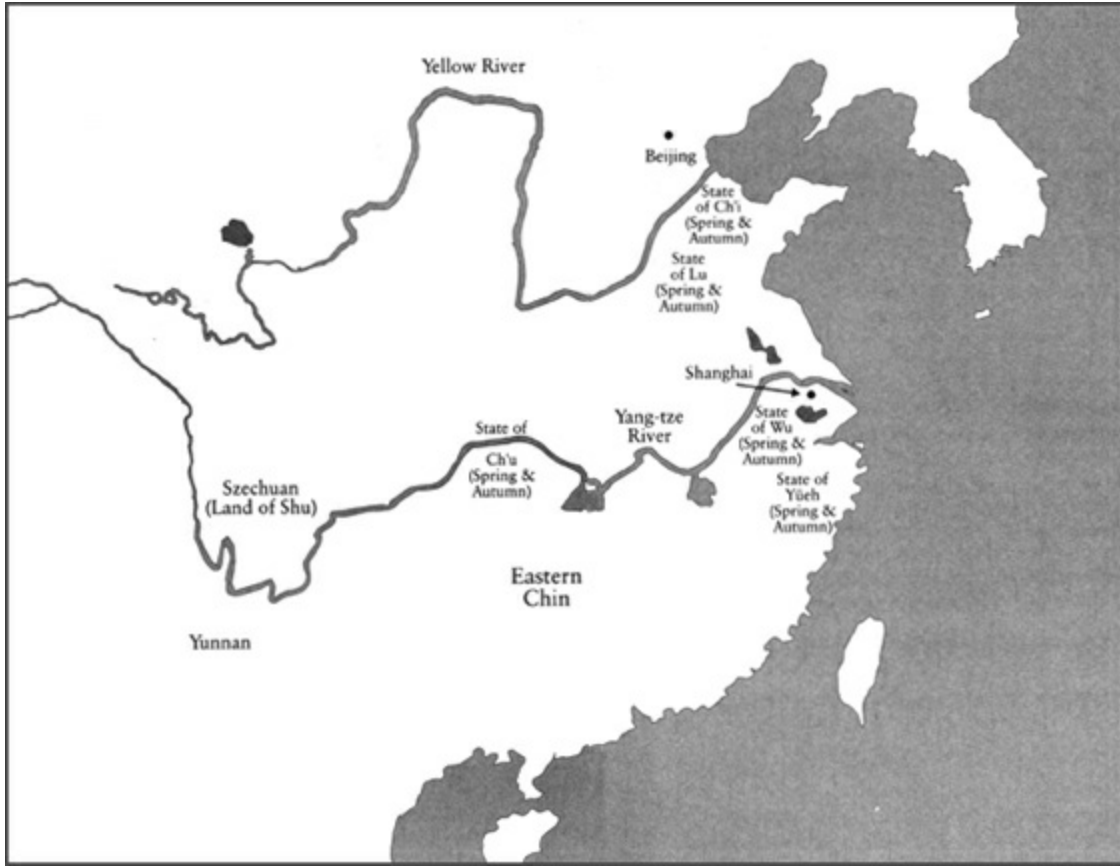 Yellow River
Beijing
State
of Ch'i
(Spring &
Autumn)
State
of Lu
(Spring &
Autumn)
Shanghai
State
of Wu
(Spring &
Autumn)
Yang-tze
River
State of
Ch'u
(Spring &
Autumn)
State of
Yüeh
(Spring &
Autumn)
Szechuan
(Land of Shu)
Eastern
Chin
Yunnan